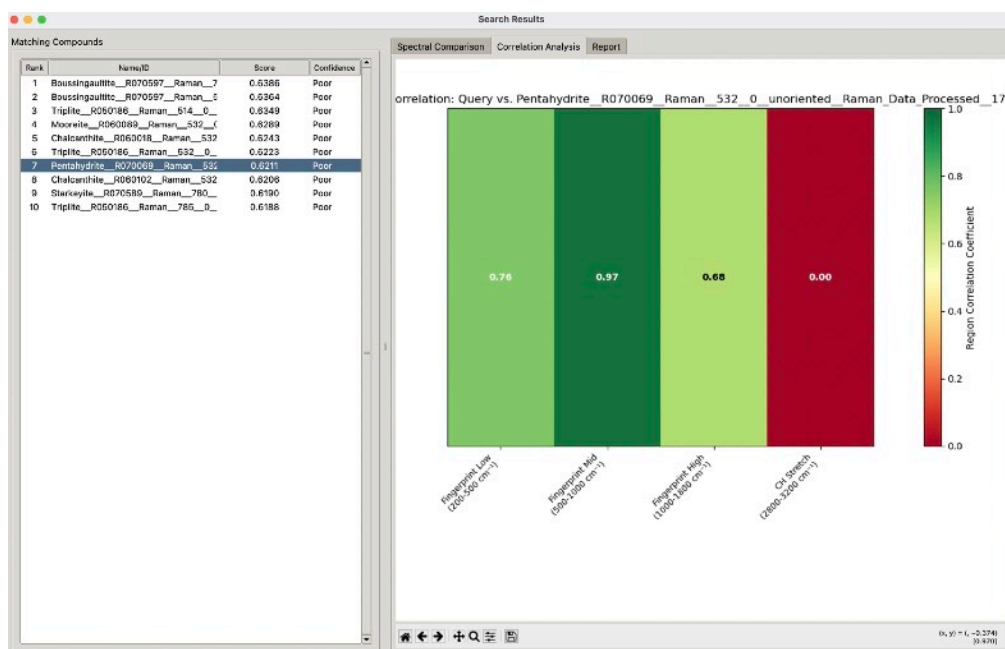 Search Results
Matching Compounds
Spectral Comparison Correlation Analysis Report
Rank Name/ID Score Confidence
1 Boussingaultite__R070597__Raman__7 0.6386 Poor
2 Boussingaultite__R070597__Raman__5 0.6364 Poor
3 Triplite__R050186__Raman__514__0__ 0.6349 Poor
4 Mooreite__R060089__Raman__532__( 0.6289 Poor
5 Chalcanthite__R060018__Raman__532 0.6243 Poor
6 Triplite__R050186__Raman__532__0__ 0.6223 Poor
7 Pentahydrite__R070069__Raman__532 0.6211 Poor
8 Chalcanthite__R060102__Raman__532 0.6206 Poor
9 Starkeyite__R070589__Raman__780__ 0.6190 Poor
10 Triplite__R050186__Raman__785__0__ 0.6188 Poor
orrelation: Query vs. Pentahydrite__R070069__Raman__532__0__unoriented__Raman_Data_Processed__17
0.76 0.97 0.68 0.00
1.0
0.8
0.6
0.4
0.2
0.0
Region Correlation Coefficient
Fingerprint Low
(200-500 cm⁻¹)
Fingerprint Mid
(500-1000 cm⁻¹)
Fingerprint High
(1000-1800 cm⁻¹)
CH Stretch
(2800-3200 cm⁻¹)
(x, y) = (, -0.374)
[0.970]